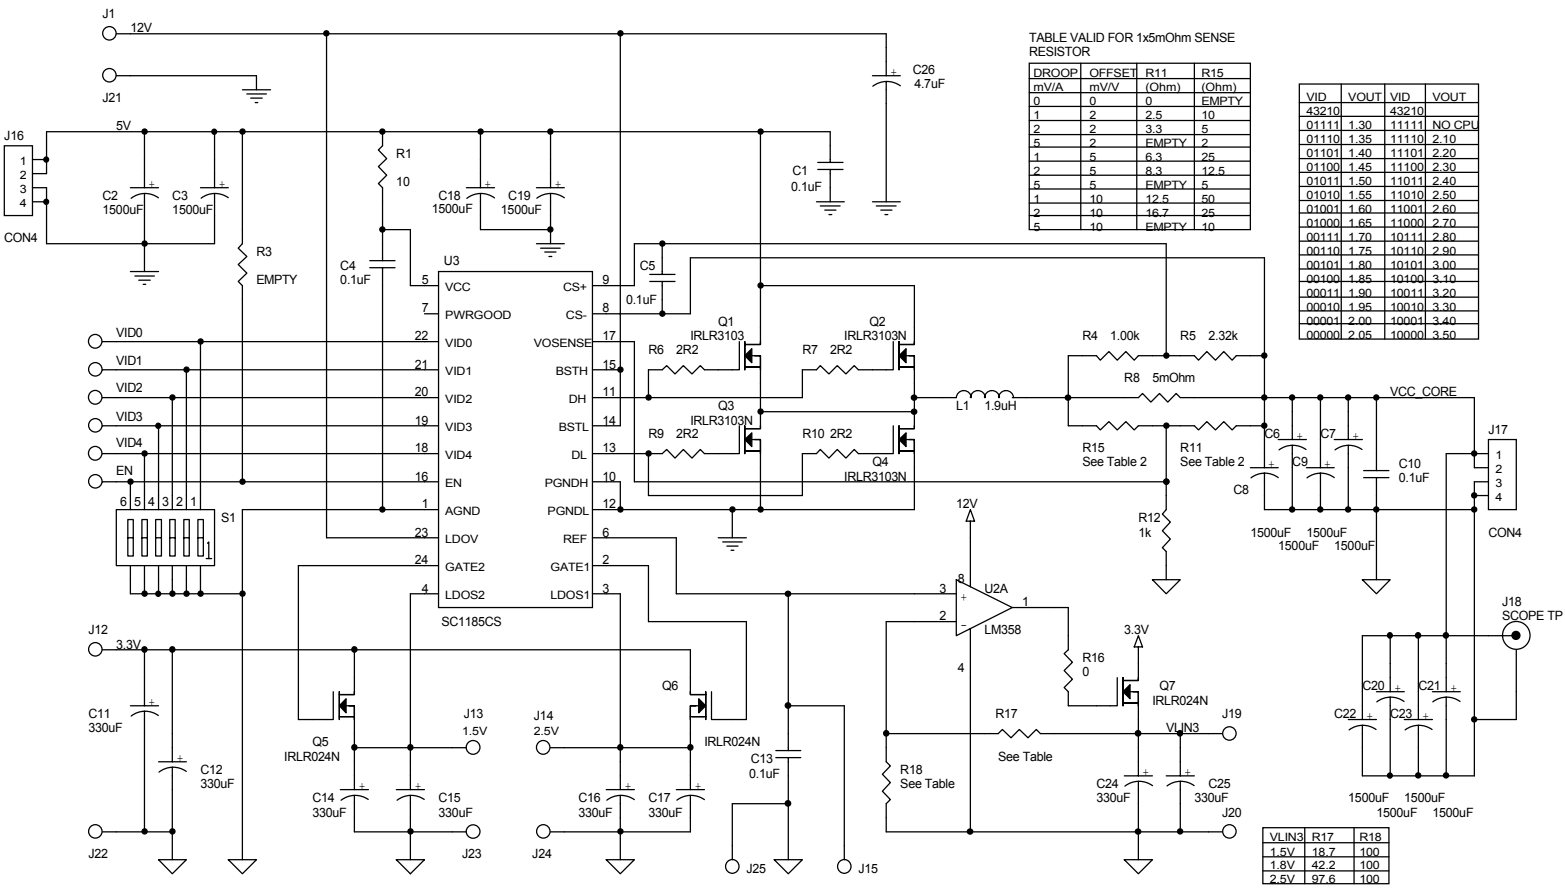 J1
12V
J21
C26
4.7uF
TABLE VALID FOR 1x5mOhm SENSE
RESISTOR
DROOP OFFSET R11 R15
mV/A mV/V (Ohm) (Ohm)
0 0 0 EMPTY
1 2 2.5 10
2 2 3.3 5
5 2 EMPTY 2
1 5 6.3 25
2 5 8.3 12.5
5 5 EMPTY 5
1 10 12.5 50
2 10 16.7 25
5 10 EMPTY 10
VID VOUT VID VOUT
43210 43210
01111 1.30 11111 NO CPU
01110 1.35 11110 2.10
01101 1.40 11101 2.20
01100 1.45 11100 2.30
01011 1.50 11011 2.40
01010 1.55 11010 2.50
01001 1.60 11001 2.60
01000 1.65 11000 2.70
00111 1.70 10111 2.80
00110 1.75 10110 2.90
00101 1.80 10101 3.00
00100 1.85 10100 3.10
00011 1.90 10011 3.20
00010 1.95 10010 3.30
00001 2.00 10001 3.40
00000 2.05 10000 3.50
J16
1
2
3
4
CON4
5V
C2
1500uF
C3
1500uF
R1
10
C18
1500uF
C19
1500uF
C1
0.1uF
R3
EMPTY
C4
0.1uF
C5
0.1uF
U3
5 VCC CS+ 9
7 PWRGOOD CS- 8
22 VID0 VOSENSE 17
21 VID1 BSTH 15
20 VID2 DH 11
19 VID3 BSTL 14
18 VID4 DL 13
16 EN PGNDH 10
1 AGND PGNDL 12
23 LDOV REF 6
24 GATE2 GATE1 2
4 LDOS2 LDOS1 3
SC1185CS
VID0
VID1
VID2
VID3
VID4
EN
6 5 4 3 2 1
S1
1
Q1
IRLR3103
Q2
IRLR3103N
R6 2R2
R7 2R2
Q3
IRLR3103N
R9 2R2
R10 2R2
Q4
IRLR3103N
L1 1.9uH
R4 1.00k
R5 2.32k
R8 5mOhm
R15
See Table 2
R11
See Table 2
R12
1k
VCC_CORE
C6
C7
C8
C9
C10
0.1uF
1500uF 1500uF
1500uF 1500uF
J17
1
2
3
4
CON4
J18
SCOPE TP
C20
C21
C22
C23
1500uF 1500uF
1500uF 1500uF
12V
8
3
+
2
–
1
4
U2A
LM358
R16
0
3.3V
Q7
IRLR024N
R17
See Table
R18
See Table
VLIN3
J19
C24
330uF
C25
330uF
J20
J12
3.3V
C11
330uF
C12
330uF
J22
Q5
IRLR024N
J13
1.5V
C14
330uF
C15
330uF
J23
Q6
IRLR024N
J14
2.5V
C16
330uF
C17
330uF
J24
C13
0.1uF
J25
J15
VLIN3 R17 R18
1.5V 18.7 100
1.8V 42.2 100
2.5V 97.6 100